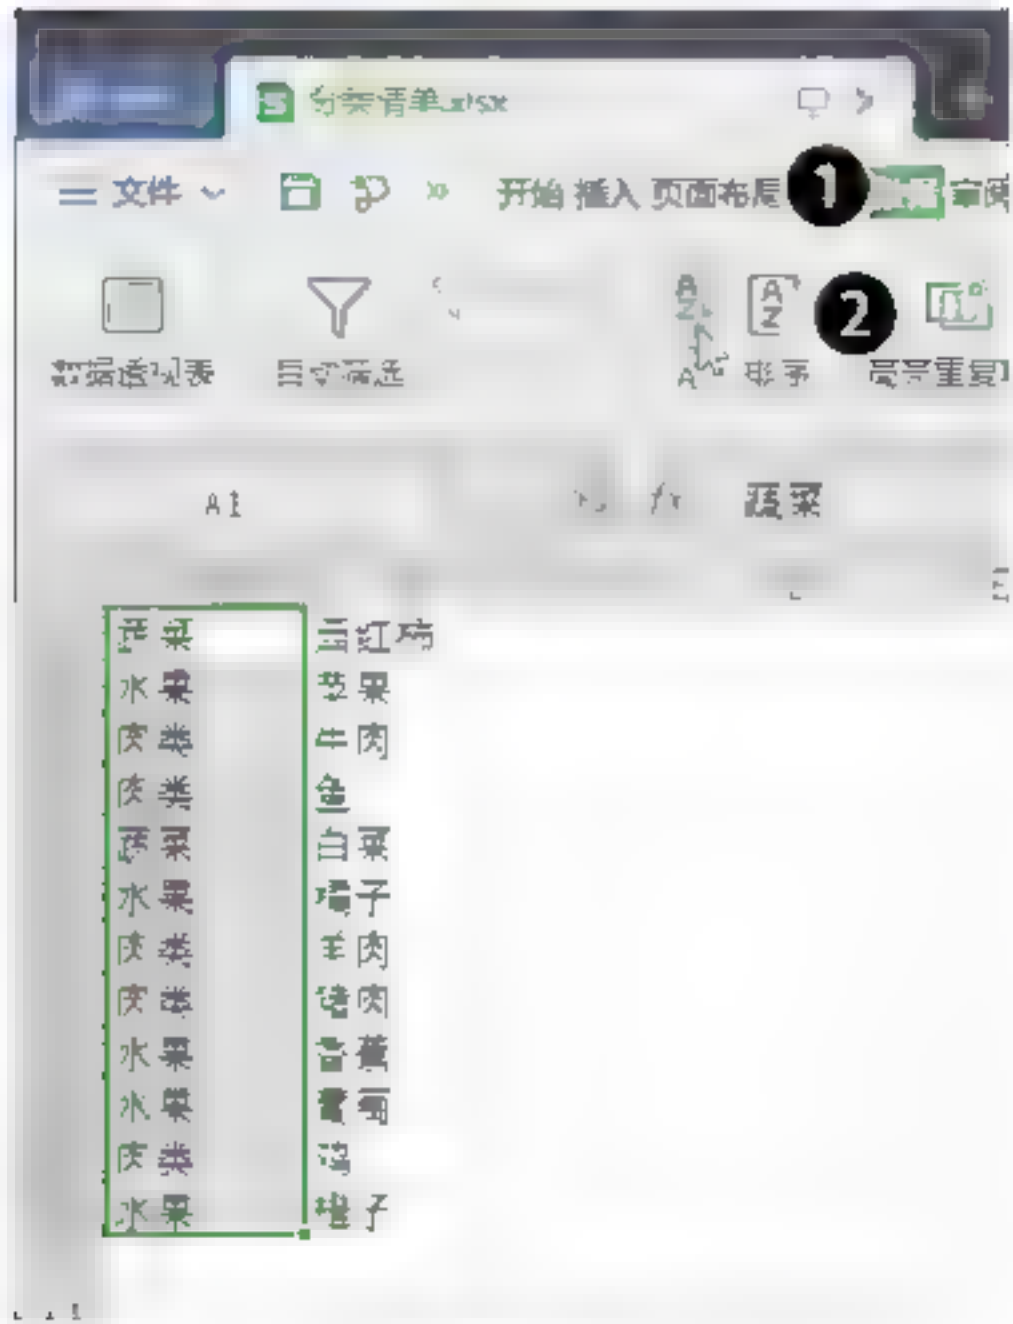 分类清单.xlsx
文件 开始 插入 页面布局 1 数据 审阅
数据透视表 自动筛选 排序 2 高亮重复
A1 fx 蔬菜
蔬菜 西红柿
水果 苹果
肉类 牛肉
肉类 鱼
蔬菜 白菜
水果 橘子
肉类 羊肉
肉类 猪肉
水果 香蕉
水果 葡萄
肉类
水果 橙子